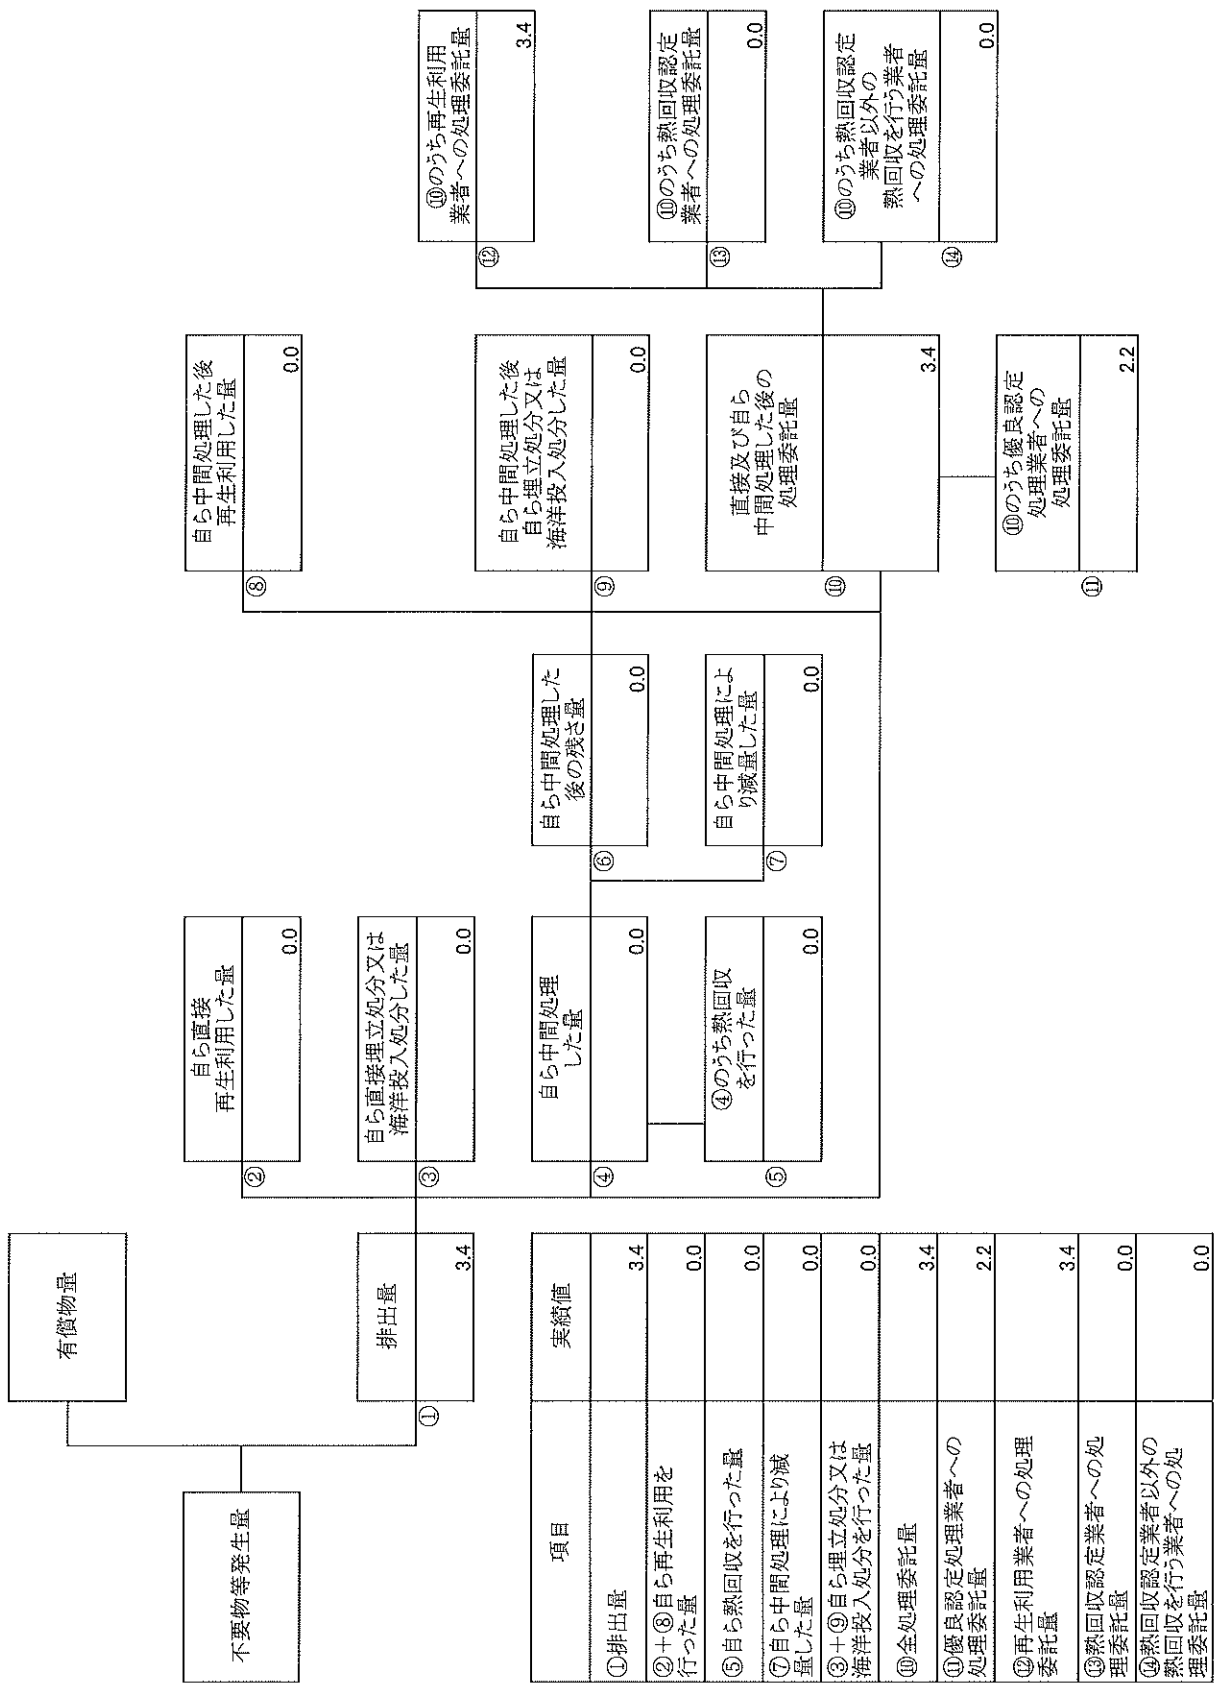 不要物等発生量
有償物量
①
排出量
3.4
②
自ら直接
再生利用した量
0.0
③
自ら直接埋立処分又は
海洋投入処分した量
0.0
④
自ら中間処理
した量
0.0
⑤
④のうち熱回収
を行った量
0.0
⑥
自ら中間処理した
後の残さ量
0.0
⑦
自ら中間処理によ
り減量した量
0.0
⑧
自ら中間処理した後
再生利用した量
0.0
⑨
自ら中間処理した後
自ら埋立処分又は
海洋投入処分した量
0.0
⑩
直接及び自ら
中間処理した後の
処理委託量
3.4
⑪
⑩のうち優良認定
処理業者への
処理委託量
2.2
⑫
⑩のうち再生利用
業者への処理委託量
3.4
⑬
⑩のうち熱回収認定
業者への処理委託量
0.0
⑭
⑩のうち熱回収認定
業者以外の
熱回収を行う業者
への処理委託量
0.0
項目 実績値
①排出量 3.4
②+⑧自ら再生利用を
行った量 0.0
⑤自ら熱回収を行った量 0.0
⑦自ら中間処理により減
量した量 0.0
③+⑨自ら埋立処分又は
海洋投入処分を行った量 0.0
⑩全処理委託量 3.4
⑪優良認定処理業者への
処理委託量 2.2
⑫再生利用業者への処理
委託量 3.4
⑬熱回収認定業者への処
理委託量 0.0
⑭熱回収認定業者以外の
熱回収を行う業者への処
理委託量 0.0